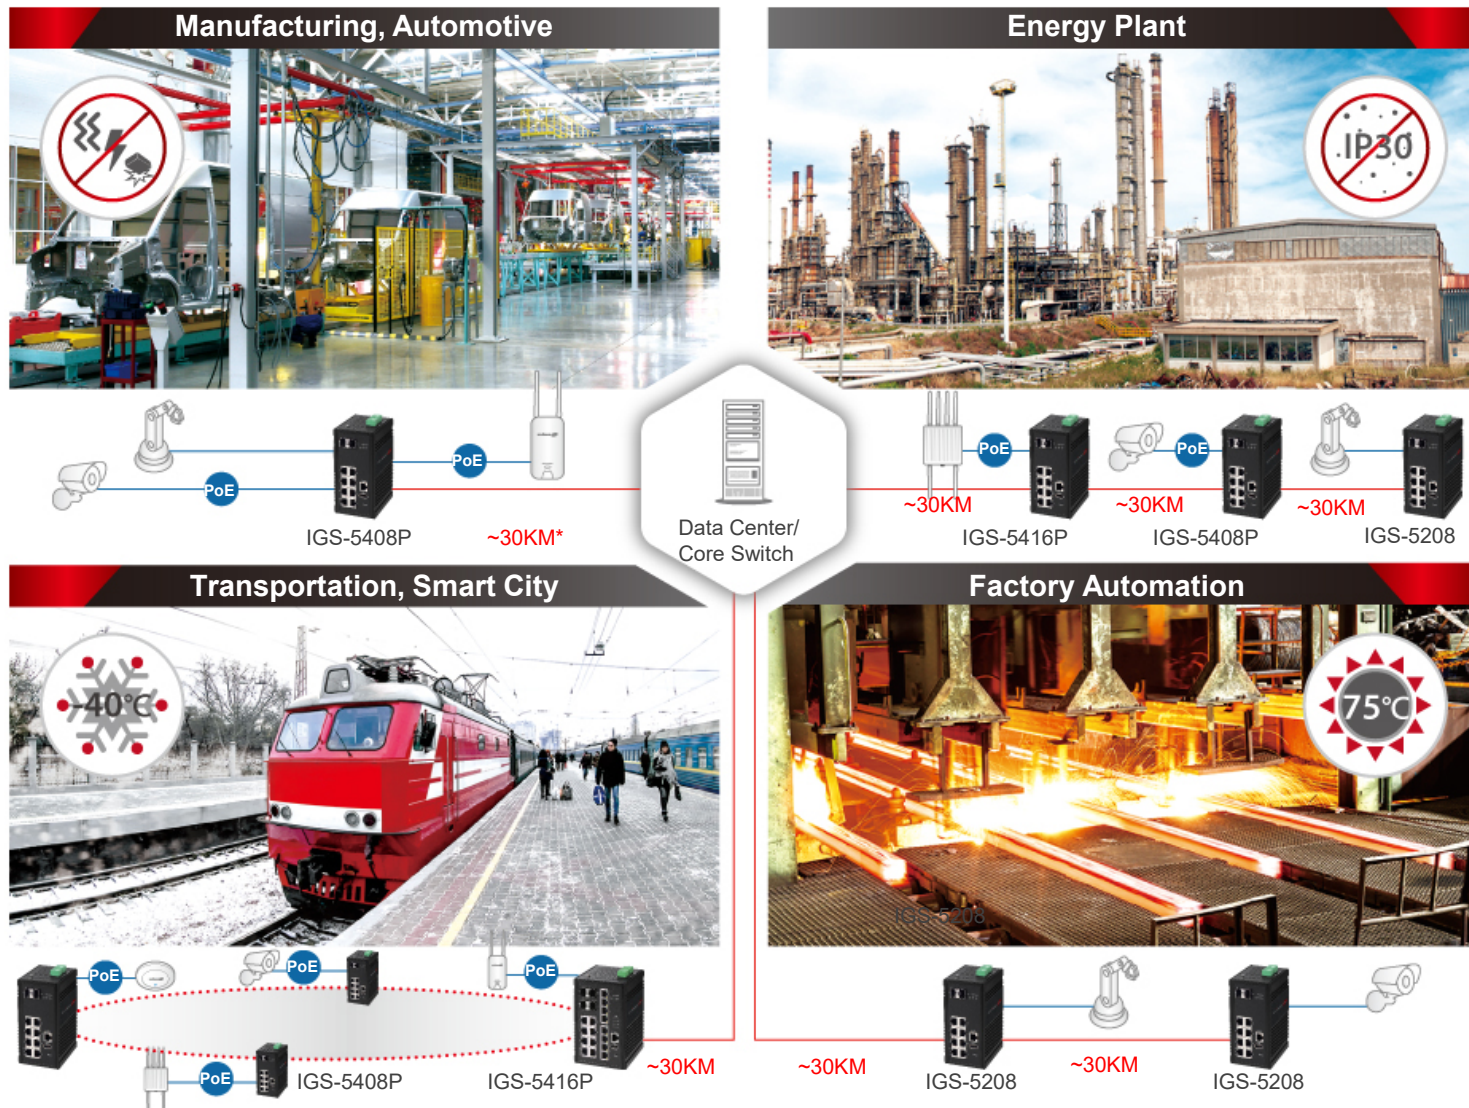 Manufacturing, Automotive
Energy Plant
IP30
PoE
PoE
IGS-5408P
~30KM*
Data Center/
Core Switch
PoE
PoE
~30KM
~30KM
~30KM
IGS-5416P
IGS-5408P
IGS-5208
Transportation, Smart City
-40°C
Factory Automation
75°C
IGS-5208
PoE
PoE
PoE
PoE
IGS-5408P
IGS-5416P
~30KM
~30KM
IGS-5208
~30KM
IGS-5208